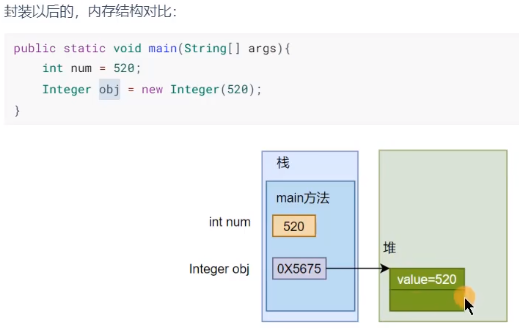 封装以后的，内存结构对比：
public static void main(String[] args){
int num = 520;
Integer obj = new Integer(520);
}
栈
main方法
int num
520
堆
Integer obj
0X5675
value=520